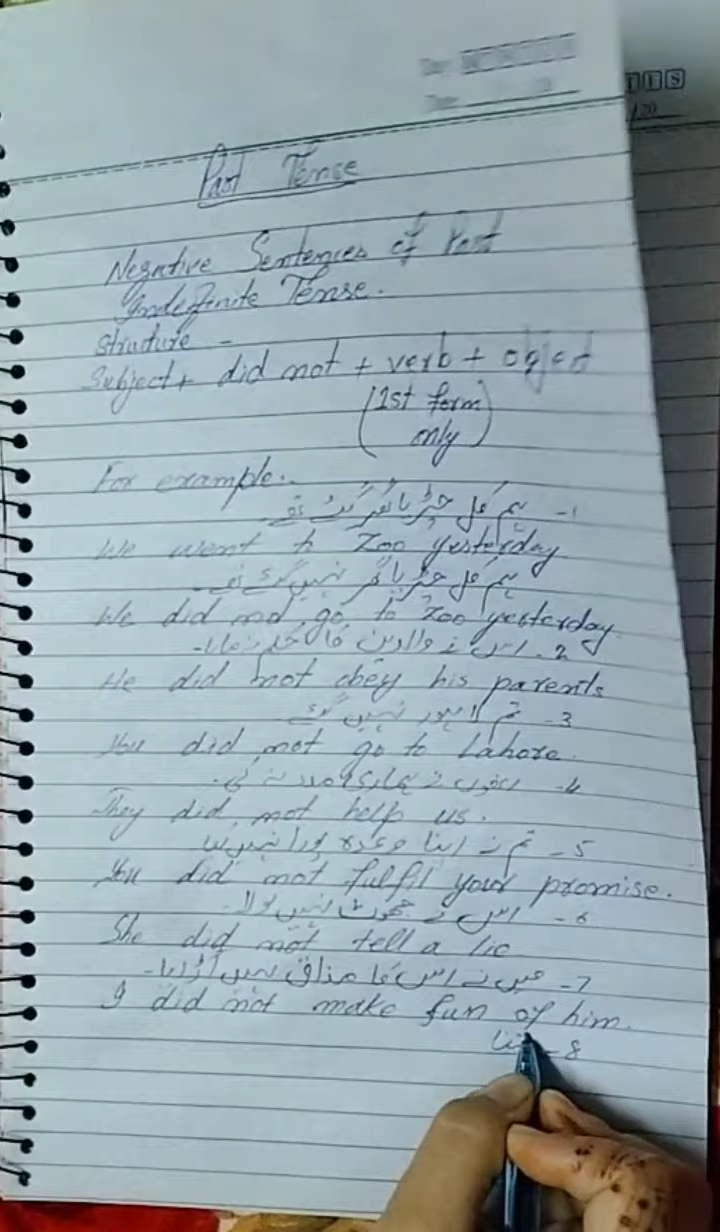 T I S
/20
Past Tense
Negative Sentences of Past
Indefinite Tense.
structure -
Subject + did not + verb + object
(1st form
only)
For example:-
1- ہم کل چڑیا گھر گئے تھے۔
We went to Zoo yesterday
ہم کل چڑیا گھر نہیں گئے تھے۔
We did not go to Zoo yesterday.
2- اس نے والدین کا حکم نہ مانا۔
He did not obey his parents
3- تم لاہور نہیں گئے
You did not go to Lahore.
4- انھوں نے ہماری مدد نہ کی۔
They did not help us.
5- تم نے اپنا وعدہ پورا نہیں کیا
You did not fulfil your promise.
6- اس نے جھوٹ نہیں بولا۔
She did not tell a lie
7- میں نے اس کا مذاق نہیں اڑایا۔
I did not make fun of him.
8-